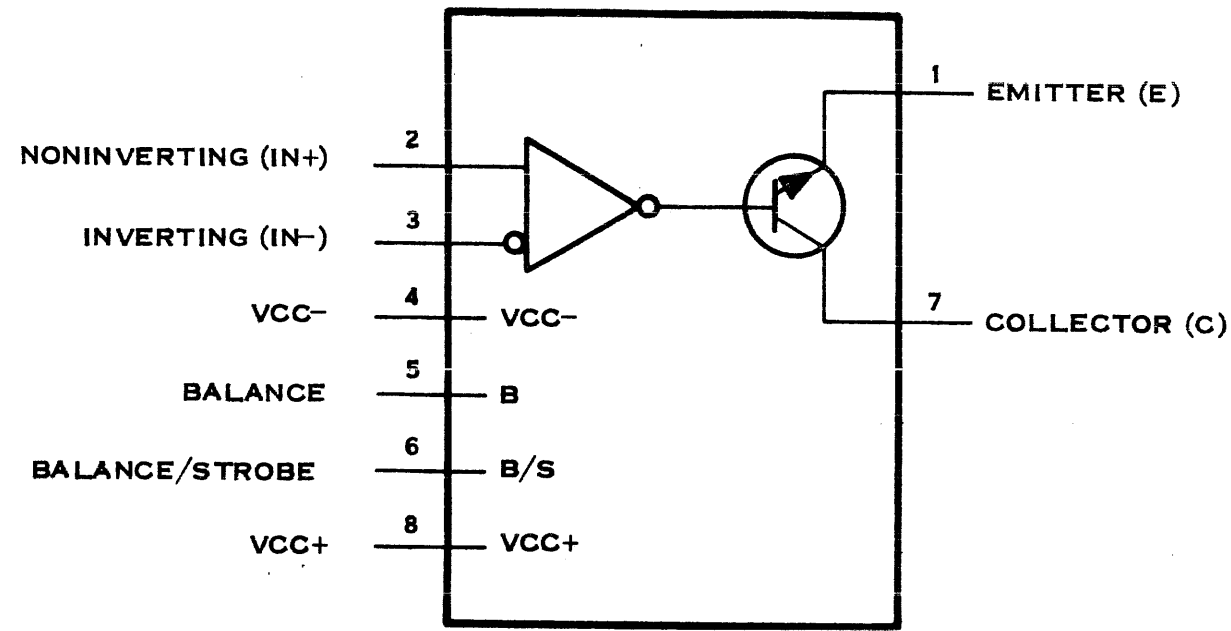 1 EMITTER (E)
2 NONINVERTING (IN+)
3 INVERTING (IN-)
4 VCC- VCC-
7 COLLECTOR (C)
5 BALANCE B
6 BALANCE/STROBE B/S
8 VCC+ VCC+